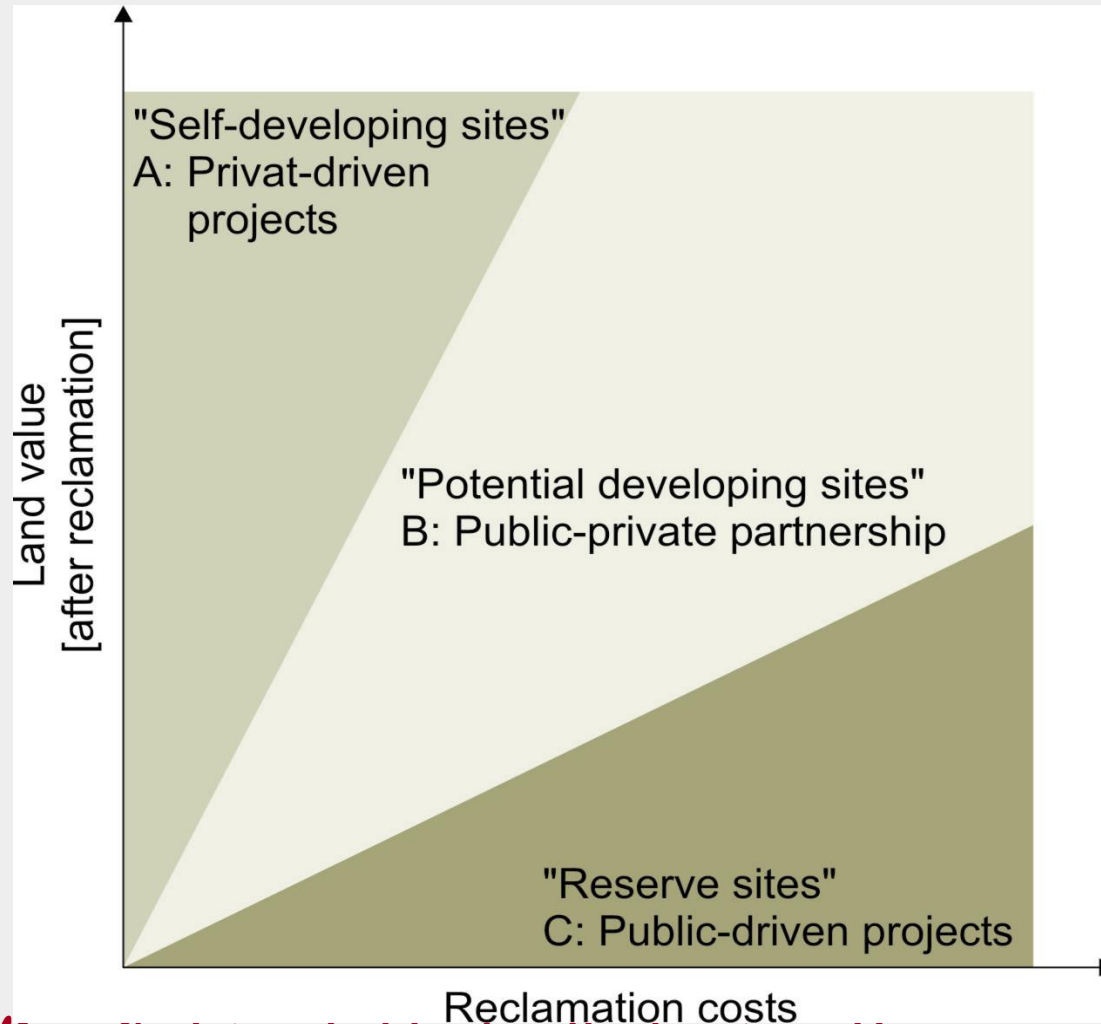 "Self-developing sites"
A: Privat-driven
projects
Land value
[after reclamation]
"Potential developing sites"
B: Public-private partnership
"Reserve sites"
C: Public-driven projects
Reclamation costs